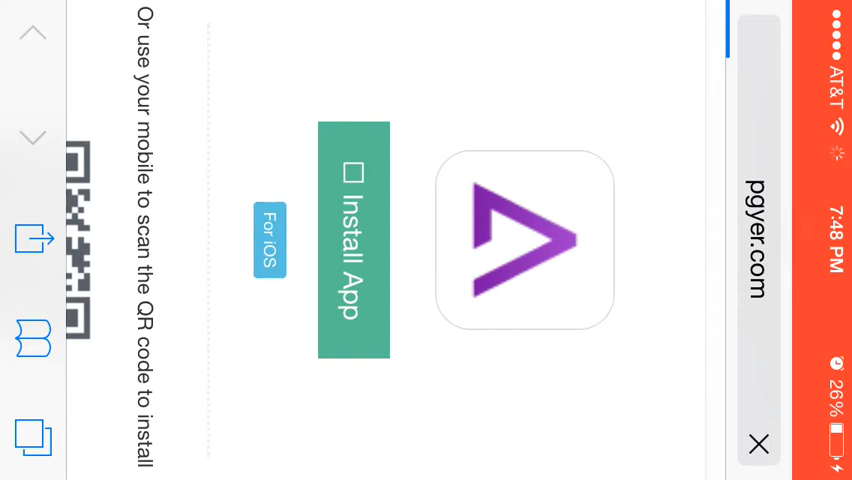 AT&T 7:48 PM 26%
pgyer.com
Install App
For iOS
Or use your mobile to scan the QR code to install